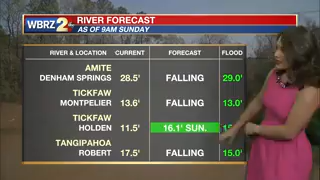 WBRZ 2
RIVER FORECAST
AS OF 9AM SUNDAY
RIVER & LOCATION CURRENT FORECAST FLOOD
AMITE
DENHAM SPRINGS 28.5' FALLING 29.0'
TICKFAW
MONTPELIER 13.6' FALLING 13.0'
TICKFAW
HOLDEN 11.5' 16.1' SUN.
TANGIPAHOA
ROBERT 17.5' FALLING 15.0'